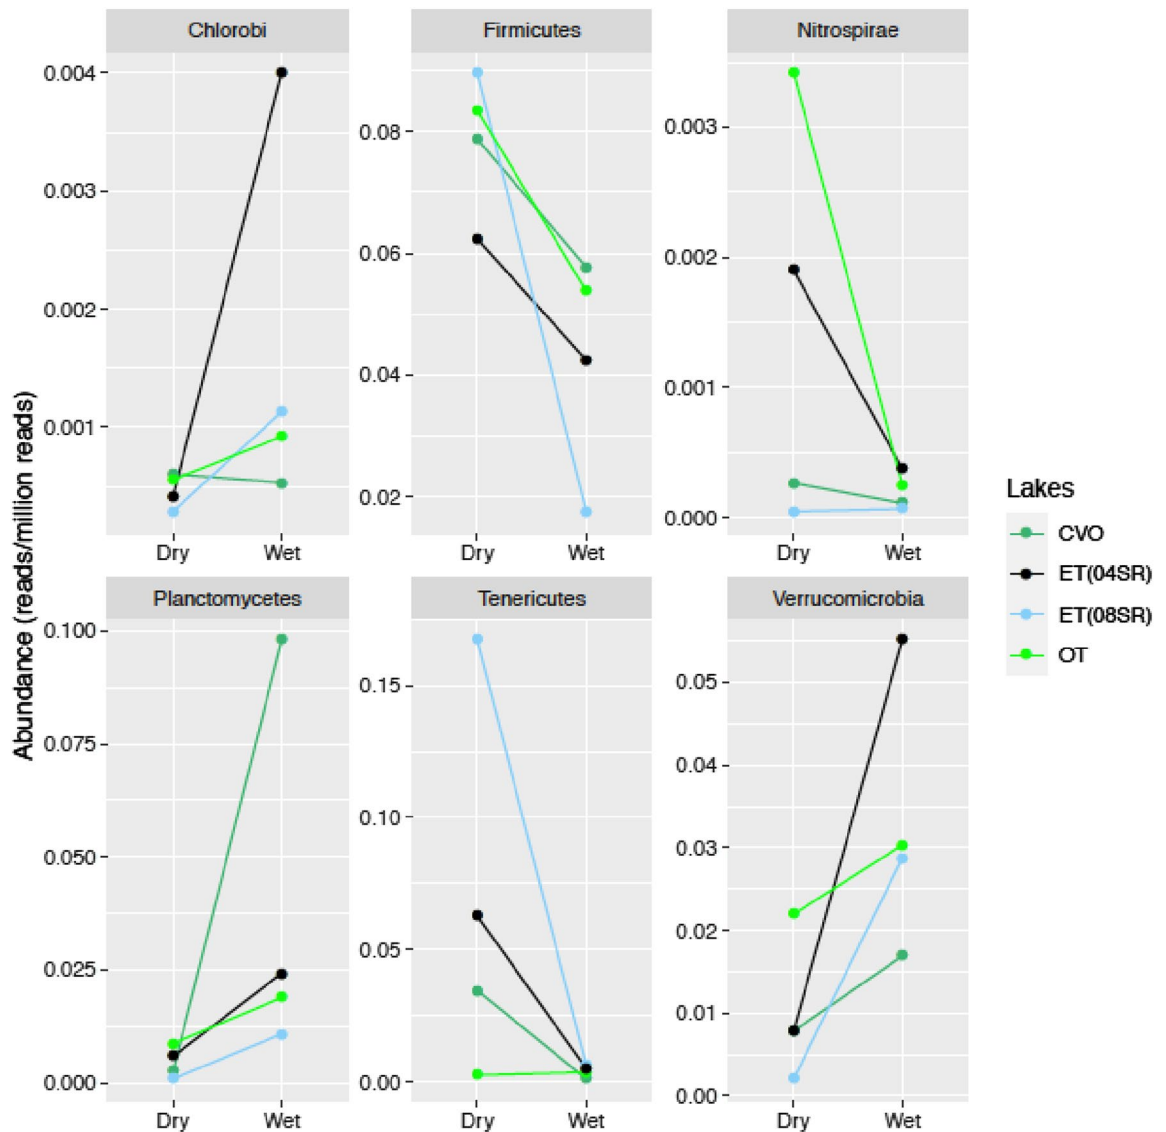 Chlorobi
Firmicutes
Nitrospirae
0.004
0.003
0.002
0.001
0.08
0.06
0.04
0.02
0.003
0.002
0.001
0.000
Dry
Wet
Dry
Wet
Dry
Wet
Abundance (reads/million reads)
Planctomycetes
Tenericutes
Verrucomicrobia
0.100
0.075
0.050
0.025
0.000
0.15
0.10
0.05
0.00
0.05
0.04
0.03
0.02
0.01
0.00
Dry
Wet
Dry
Wet
Dry
Wet
Lakes
CVO
ET(04SR)
ET(08SR)
OT